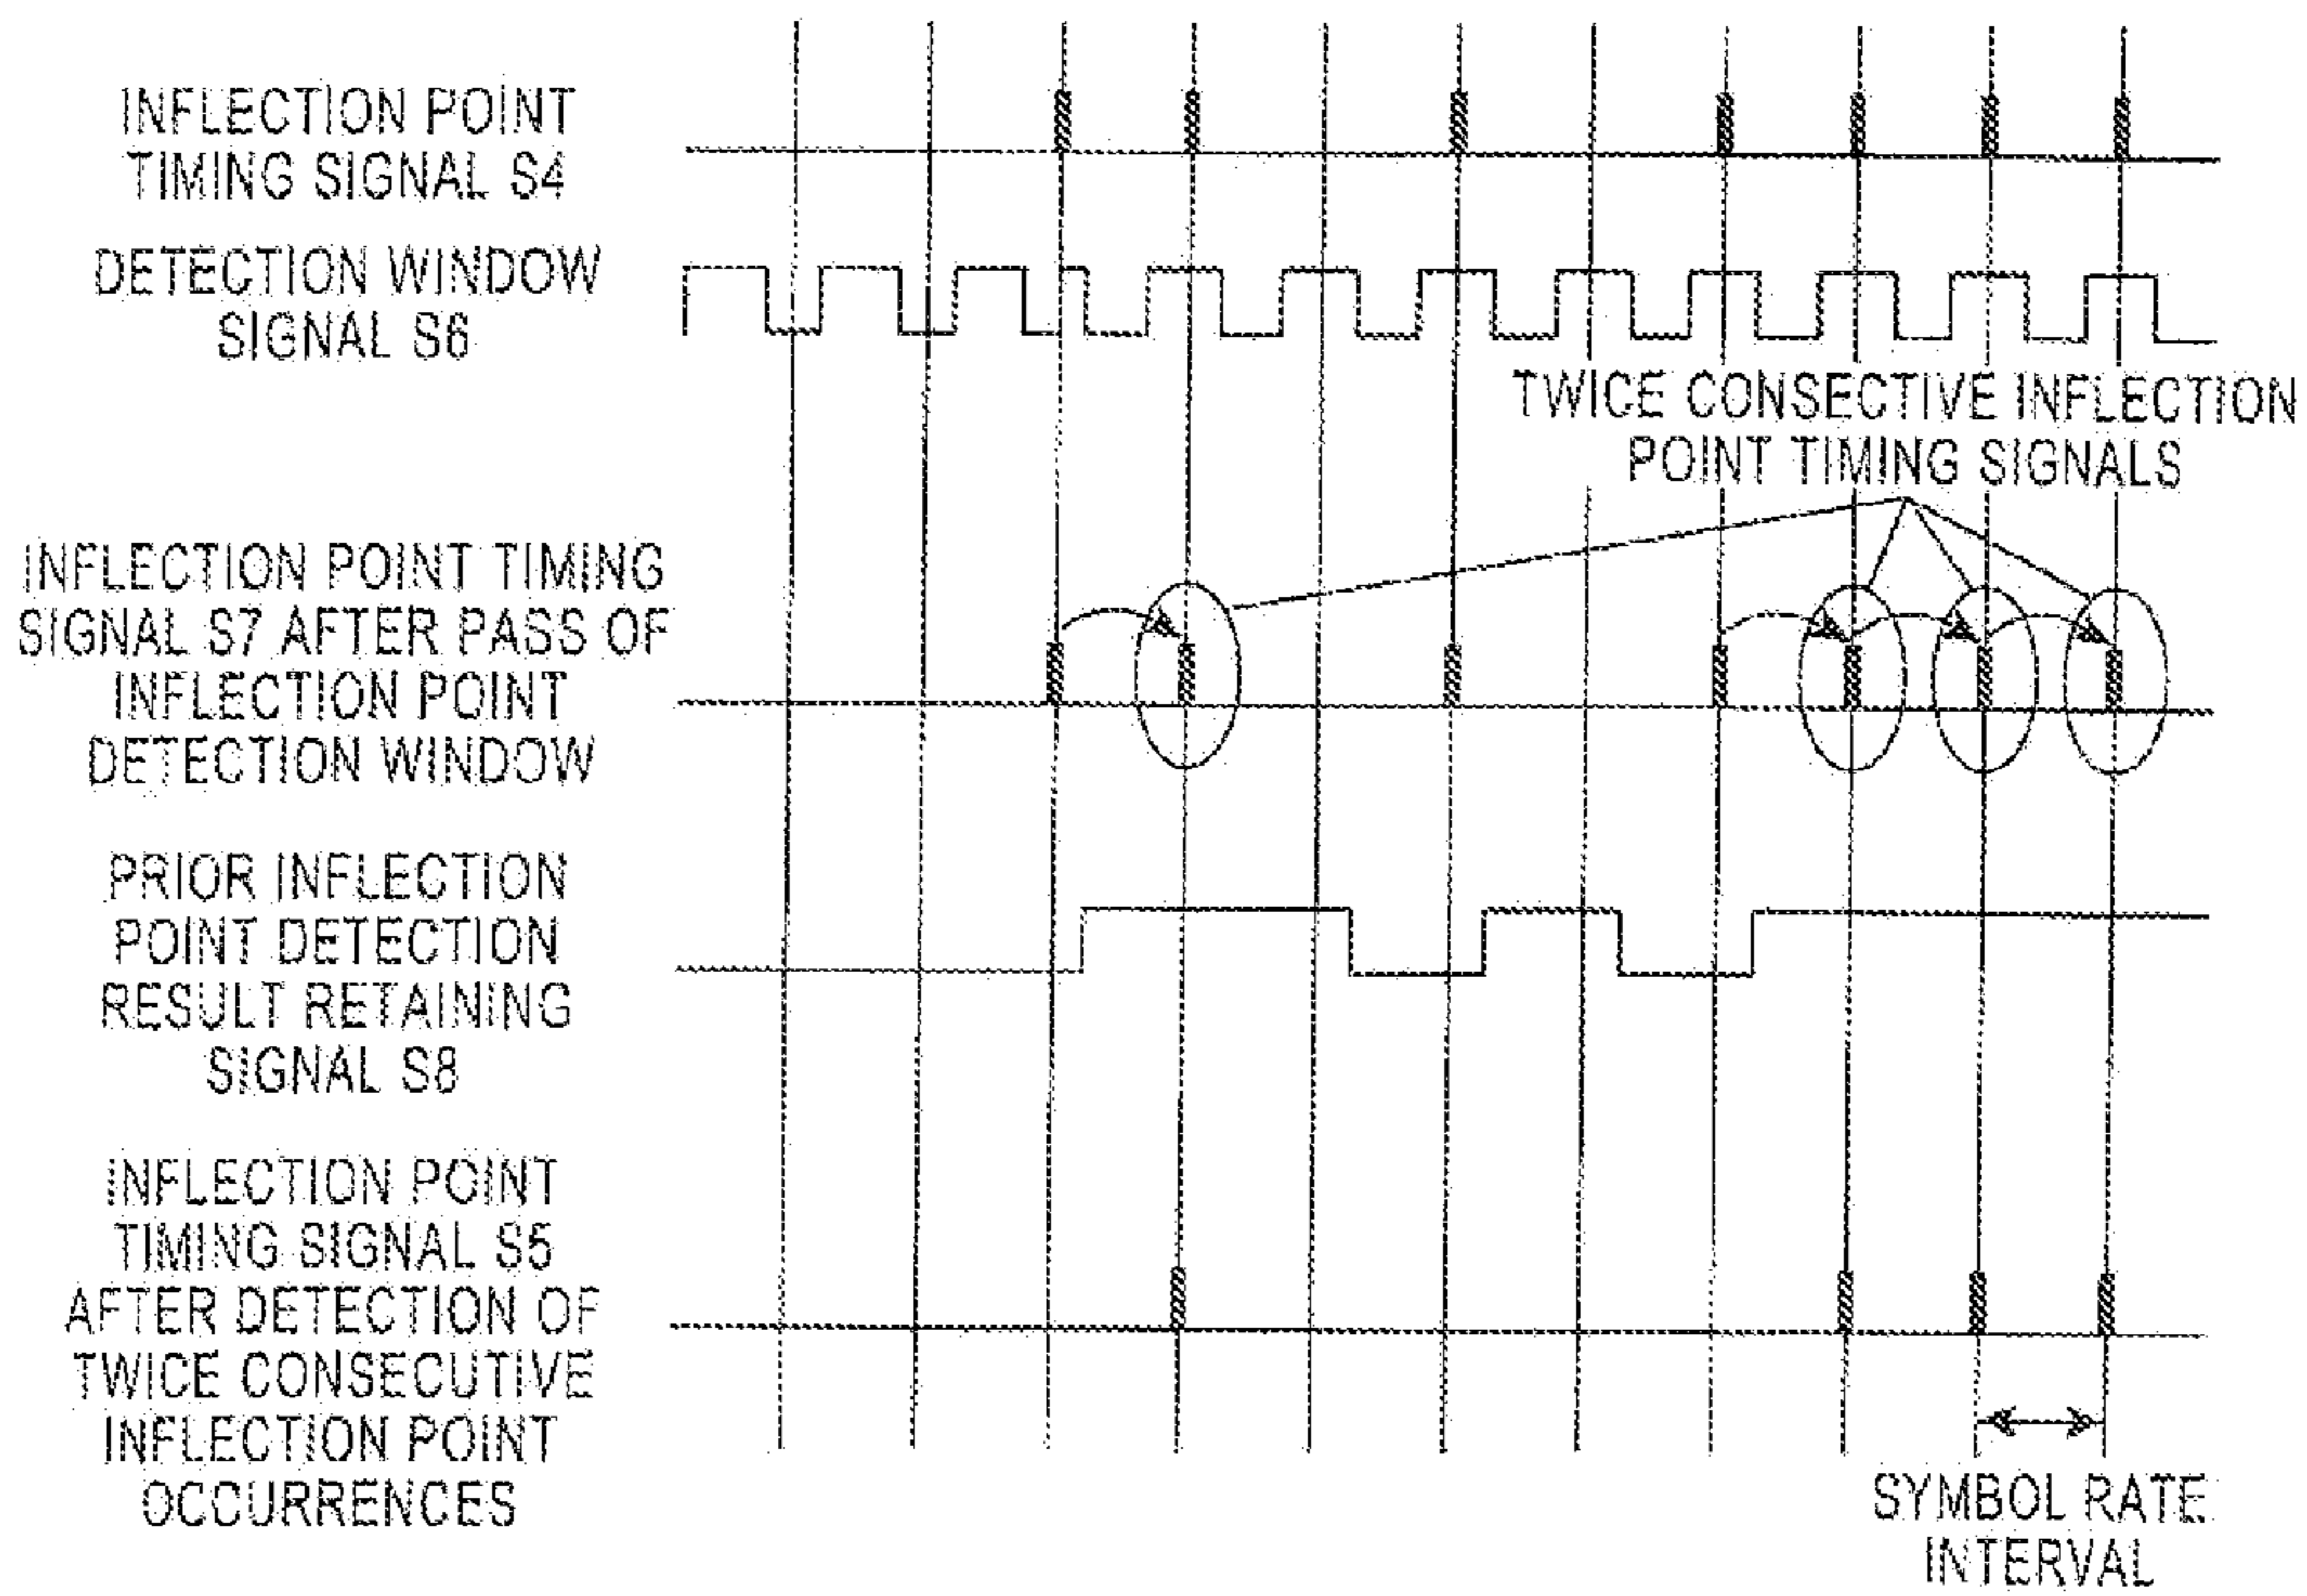 INFLECTION POINT
TIMING SIGNAL S4
DETECTION WINDOW
SIGNAL S6
TWICE CONSECTIVE INFLECTION
POINT TIMING SIGNALS
INFLECTION POINT TIMING
SIGNAL S7 AFTER PASS OF
INFLECTION POINT
DETECTION WINDOW
PRIOR INFLECTION
POINT DETECTION
RESULT RETAINING
SIGNAL S8
INFLECTION POINT
TIMING SIGNAL S5
AFTER DETECTION OF
TWICE CONSECUTIVE
INFLECTION POINT
OCCURRENCES
SYMBOL RATE
INTERVAL